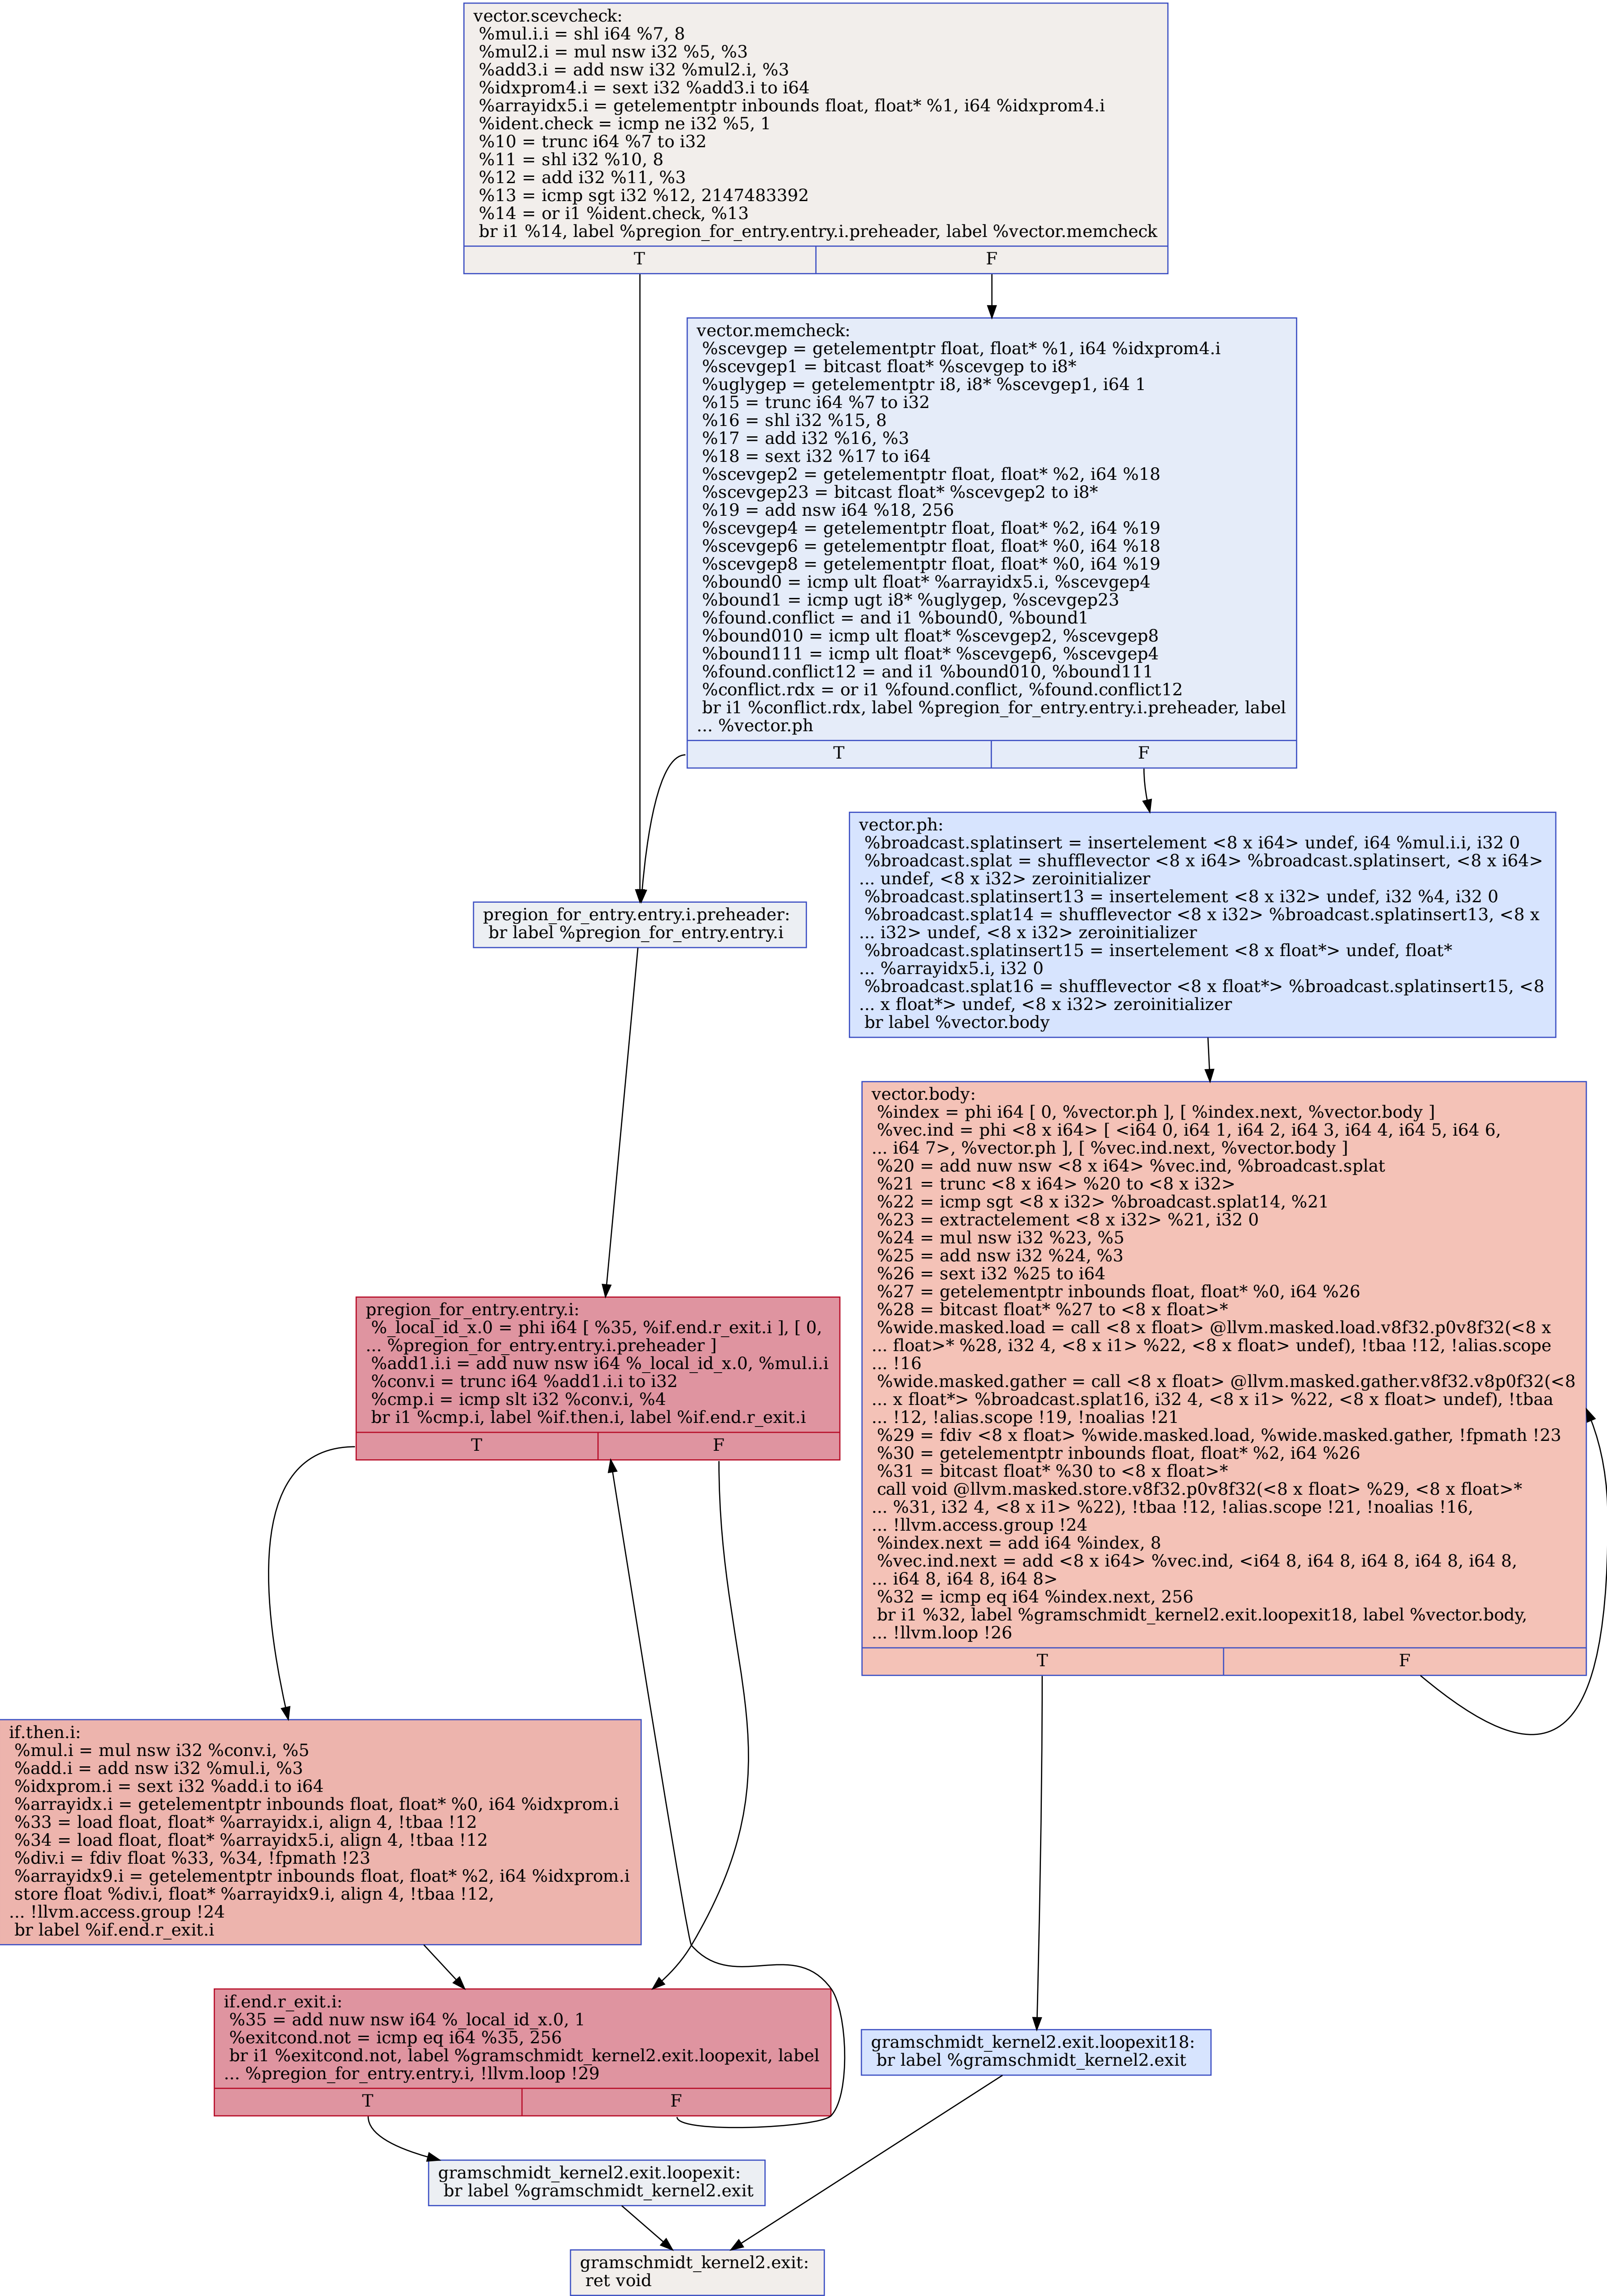 vector.scevcheck:
%mul.i.i = shl i64 %7, 8
%mul2.i = mul nsw i32 %5, %3
%add3.i = add nsw i32 %mul2.i, %3
%idxprom4.i = sext i32 %add3.i to i64
%arrayidx5.i = getelementptr inbounds float, float* %1, i64 %idxprom4.i
%ident.check = icmp ne i32 %5, 1
%10 = trunc i64 %7 to i32
%11 = shl i32 %10, 8
%12 = add i32 %11, %3
%13 = icmp sgt i32 %12, 2147483392
%14 = or i1 %ident.check, %13
br i1 %14, label %pregion_for_entry.entry.i.preheader, label %vector.memcheck
T F
vector.memcheck:
%scevgep = getelementptr float, float* %1, i64 %idxprom4.i
%scevgep1 = bitcast float* %scevgep to i8*
%uglygep = getelementptr i8, i8* %scevgep1, i64 1
%15 = trunc i64 %7 to i32
%16 = shl i32 %15, 8
%17 = add i32 %16, %3
%18 = sext i32 %17 to i64
%scevgep2 = getelementptr float, float* %2, i64 %18
%scevgep23 = bitcast float* %scevgep2 to i8*
%19 = add nsw i64 %18, 256
%scevgep4 = getelementptr float, float* %2, i64 %19
%scevgep6 = getelementptr float, float* %0, i64 %18
%scevgep8 = getelementptr float, float* %0, i64 %19
%bound0 = icmp ult float* %arrayidx5.i, %scevgep4
%bound1 = icmp ugt i8* %uglygep, %scevgep23
%found.conflict = and i1 %bound0, %bound1
%bound010 = icmp ult float* %scevgep2, %scevgep8
%bound111 = icmp ult float* %scevgep6, %scevgep4
%found.conflict12 = and i1 %bound010, %bound111
%conflict.rdx = or i1 %found.conflict, %found.conflict12
br i1 %conflict.rdx, label %pregion_for_entry.entry.i.preheader, label
... %vector.ph
T F
vector.ph:
%broadcast.splatinsert = insertelement <8 x i64> undef, i64 %mul.i.i, i32 0
%broadcast.splat = shufflevector <8 x i64> %broadcast.splatinsert, <8 x i64>
... undef, <8 x i32> zeroinitializer
%broadcast.splatinsert13 = insertelement <8 x i32> undef, i32 %4, i32 0
%broadcast.splat14 = shufflevector <8 x i32> %broadcast.splatinsert13, <8 x
... i32> undef, <8 x i32> zeroinitializer
%broadcast.splatinsert15 = insertelement <8 x float*> undef, float*
... %arrayidx5.i, i32 0
%broadcast.splat16 = shufflevector <8 x float*> %broadcast.splatinsert15, <8
... x float*> undef, <8 x i32> zeroinitializer
br label %vector.body
pregion_for_entry.entry.i.preheader:
br label %pregion_for_entry.entry.i
vector.body:
%index = phi i64 [ 0, %vector.ph ], [ %index.next, %vector.body ]
%vec.ind = phi <8 x i64> [ <i64 0, i64 1, i64 2, i64 3, i64 4, i64 5, i64 6,
... i64 7>, %vector.ph ], [ %vec.ind.next, %vector.body ]
%20 = add nuw nsw <8 x i64> %vec.ind, %broadcast.splat
%21 = trunc <8 x i64> %20 to <8 x i32>
%22 = icmp sgt <8 x i32> %broadcast.splat14, %21
%23 = extractelement <8 x i32> %21, i32 0
%24 = mul nsw i32 %23, %5
%25 = add nsw i32 %24, %3
%26 = sext i32 %25 to i64
%27 = getelementptr inbounds float, float* %0, i64 %26
%28 = bitcast float* %27 to <8 x float>*
%wide.masked.load = call <8 x float> @llvm.masked.load.v8f32.p0v8f32(<8 x
... float>* %28, i32 4, <8 x i1> %22, <8 x float> undef), !tbaa !12, !alias.scope
... !16
%wide.masked.gather = call <8 x float> @llvm.masked.gather.v8f32.v8p0f32(<8
... x float*> %broadcast.splat16, i32 4, <8 x i1> %22, <8 x float> undef), !tbaa
... !12, !alias.scope !19, !noalias !21
%29 = fdiv <8 x float> %wide.masked.load, %wide.masked.gather, !fpmath !23
%30 = getelementptr inbounds float, float* %2, i64 %26
%31 = bitcast float* %30 to <8 x float>*
call void @llvm.masked.store.v8f32.p0v8f32(<8 x float> %29, <8 x float>*
... %31, i32 4, <8 x i1> %22), !tbaa !12, !alias.scope !21, !noalias !16,
... !llvm.access.group !24
%index.next = add i64 %index, 8
%vec.ind.next = add <8 x i64> %vec.ind, <i64 8, i64 8, i64 8, i64 8, i64 8,
... i64 8, i64 8, i64 8>
%32 = icmp eq i64 %index.next, 256
br i1 %32, label %gramschmidt_kernel2.exit.loopexit18, label %vector.body,
... !llvm.loop !26
T F
pregion_for_entry.entry.i:
%_local_id_x.0 = phi i64 [ %35, %if.end.r_exit.i ], [ 0,
... %pregion_for_entry.entry.i.preheader ]
%add1.i.i = add nuw nsw i64 %_local_id_x.0, %mul.i.i
%conv.i = trunc i64 %add1.i.i to i32
%cmp.i = icmp slt i32 %conv.i, %4
br i1 %cmp.i, label %if.then.i, label %if.end.r_exit.i
T F
if.then.i:
%mul.i = mul nsw i32 %conv.i, %5
%add.i = add nsw i32 %mul.i, %3
%idxprom.i = sext i32 %add.i to i64
%arrayidx.i = getelementptr inbounds float, float* %0, i64 %idxprom.i
%33 = load float, float* %arrayidx.i, align 4, !tbaa !12
%34 = load float, float* %arrayidx5.i, align 4, !tbaa !12
%div.i = fdiv float %33, %34, !fpmath !23
%arrayidx9.i = getelementptr inbounds float, float* %2, i64 %idxprom.i
store float %div.i, float* %arrayidx9.i, align 4, !tbaa !12,
... !llvm.access.group !24
br label %if.end.r_exit.i
if.end.r_exit.i:
%35 = add nuw nsw i64 %_local_id_x.0, 1
%exitcond.not = icmp eq i64 %35, 256
br i1 %exitcond.not, label %gramschmidt_kernel2.exit.loopexit, label
... %pregion_for_entry.entry.i, !llvm.loop !29
T F
gramschmidt_kernel2.exit.loopexit18:
br label %gramschmidt_kernel2.exit
gramschmidt_kernel2.exit.loopexit:
br label %gramschmidt_kernel2.exit
gramschmidt_kernel2.exit:
ret void